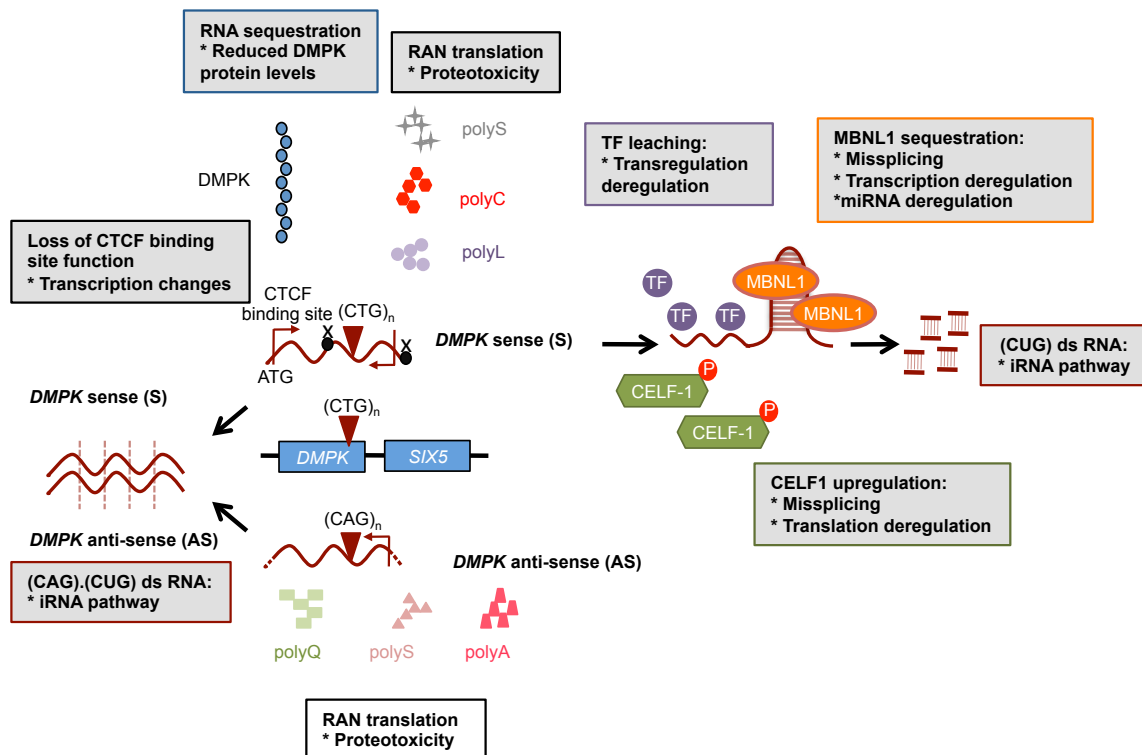 RNA sequestration
* Reduced DMPK
protein levels
RAN translation
* Proteotoxicity
polyS
polyC
polyL
DMPK
TF leaching:
* Transregulation
deregulation
MBNL1 sequestration:
* Missplicing
* Transcription deregulation
*miRNA deregulation
Loss of CTCF binding
site function
* Transcription changes
CTCF
binding site
(CTG)n
X
X
ATG
DMPK sense (S)
TF
TF
TF
MBNL1
MBNL1
(CUG) ds RNA:
* iRNA pathway
P
CELF-1
P
CELF-1
DMPK sense (S)
(CTG)n
DMPK
SIX5
CELF1 upregulation:
* Missplicing
* Translation deregulation
DMPK anti-sense (AS)
(CAG)n
DMPK anti-sense (AS)
(CAG).(CUG) ds RNA:
* iRNA pathway
polyQ
polyS
polyA
RAN translation
* Proteotoxicity